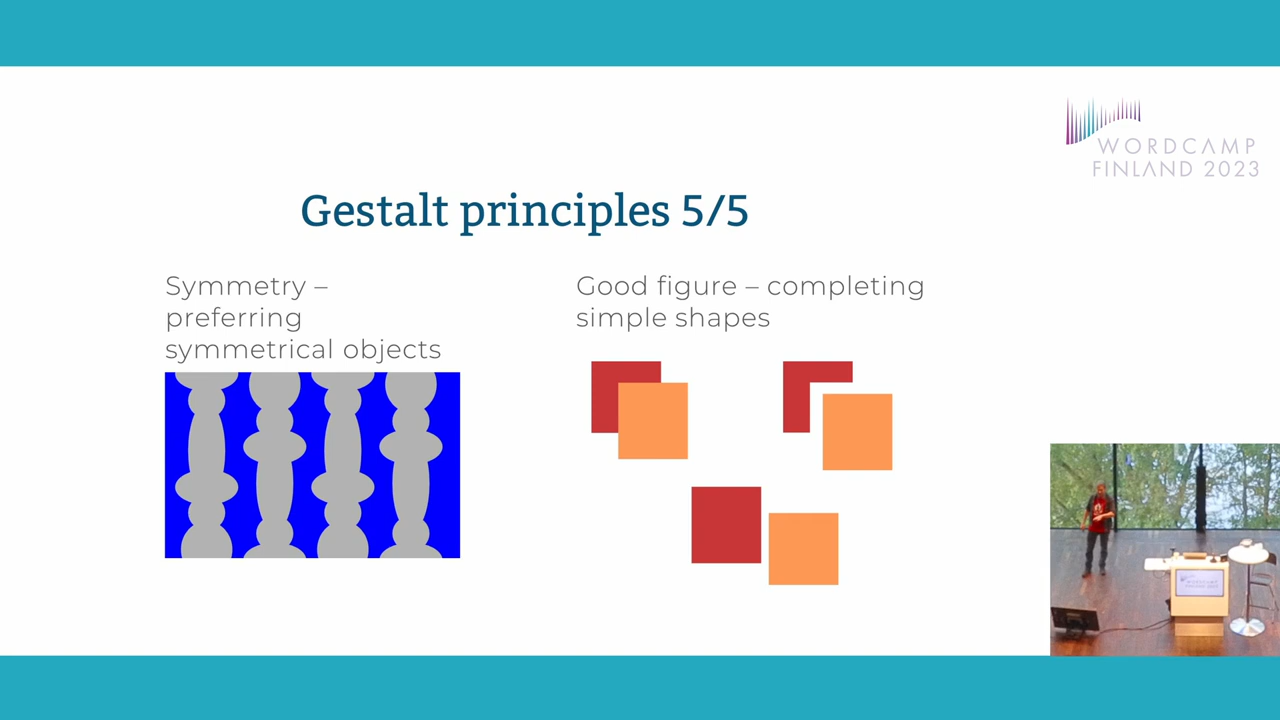 WORDCAMP
FINLAND 2023
Gestalt principles 5/5
Symmetry –
preferring
symmetrical objects
Good figure – completing
simple shapes